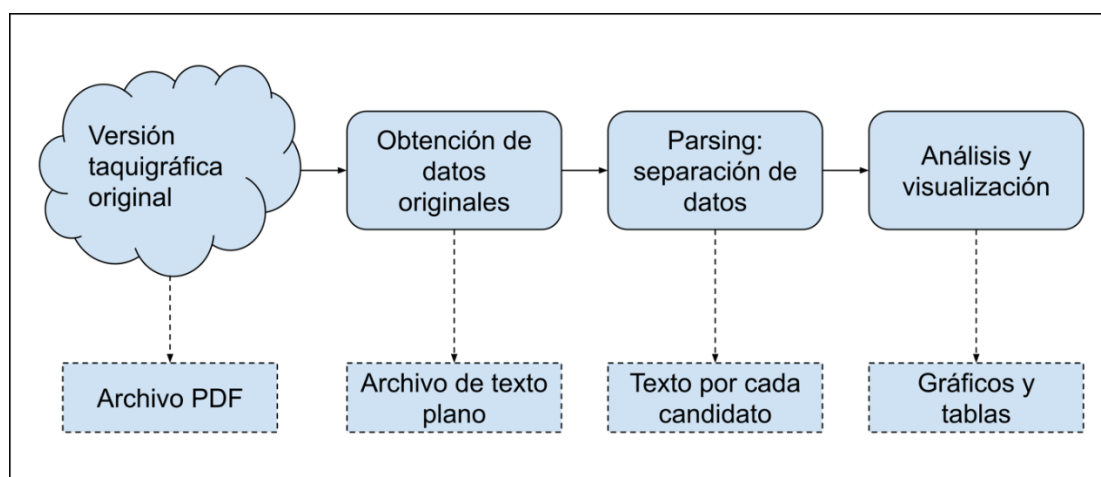 Versión
taquigráfica
original
Obtención de
datos
originales
Parsing:
separación de
datos
Análisis y
visualización
Archivo PDF
Archivo de texto
plano
Texto por cada
candidato
Gráficos y
tablas